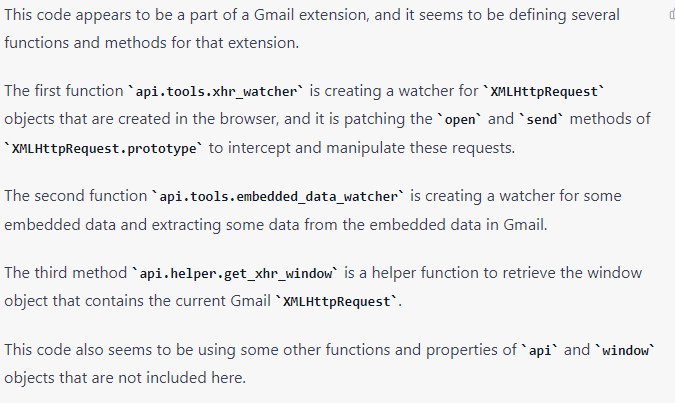 This code appears to be a part of a Gmail extension, and it seems to be defining several
functions and methods for that extension.
The first function `api.tools.xhr_watcher` is creating a watcher for `XMLHttpRequest`
objects that are created in the browser, and it is patching the `open` and `send` methods of
`XMLHttpRequest.prototype` to intercept and manipulate these requests.
The second function `api.tools.embedded_data_watcher` is creating a watcher for some
embedded data and extracting some data from the embedded data in Gmail.
The third method `api.helper.get_xhr_window` is a helper function to retrieve the window
object that contains the current Gmail `XMLHttpRequest`.
This code also seems to be using some other functions and properties of `api` and `window`
objects that are not included here.